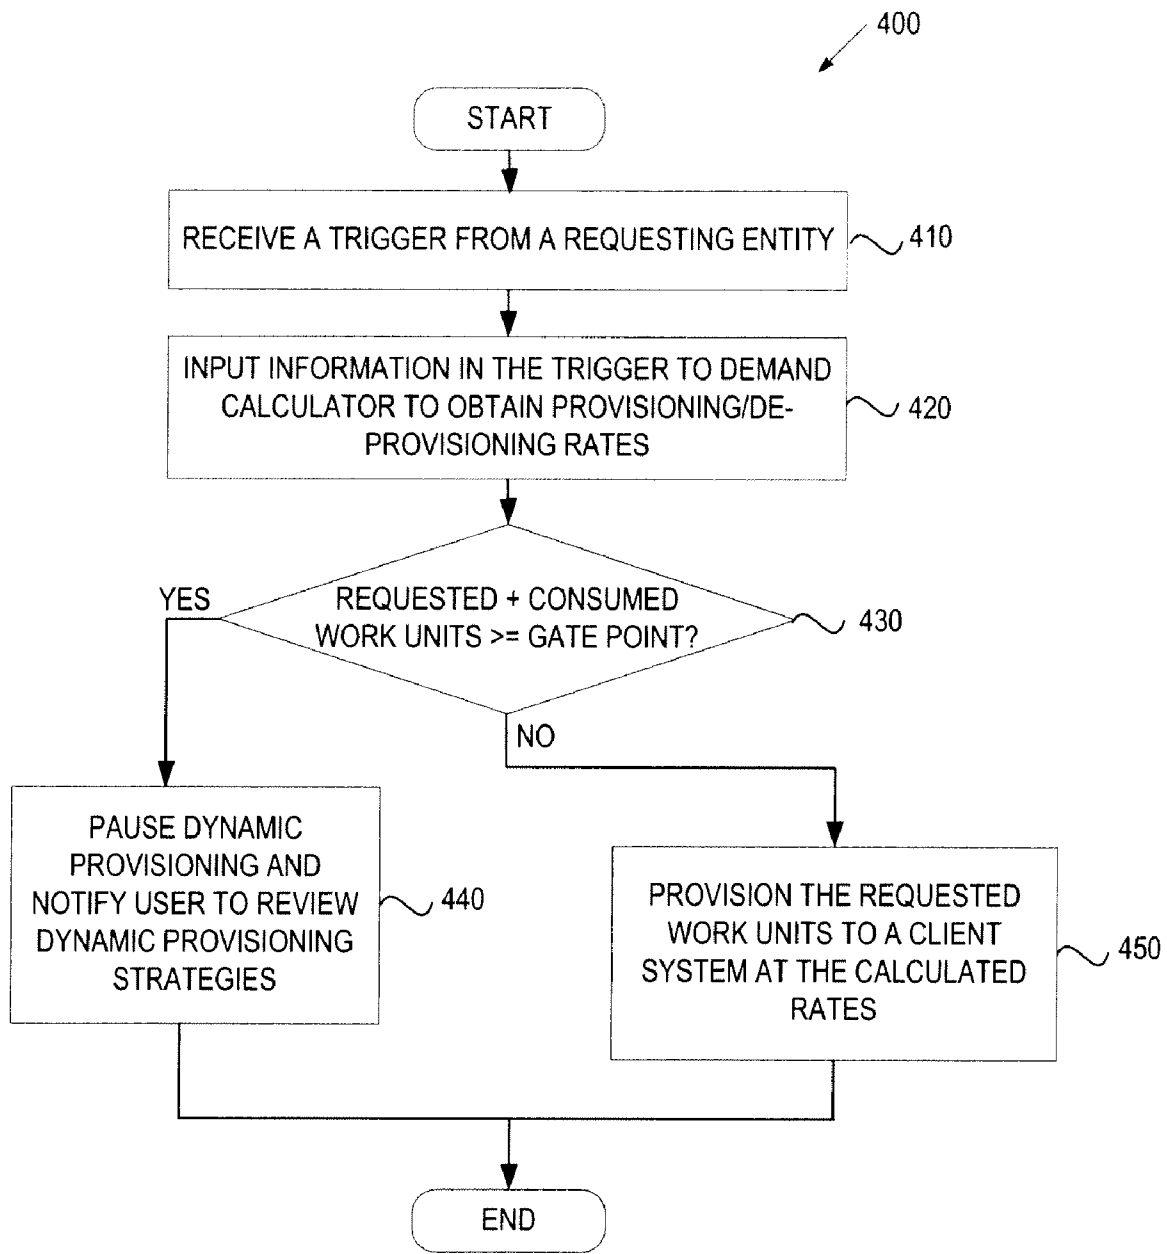 400
START
RECEIVE A TRIGGER FROM A REQUESTING ENTITY
410
INPUT INFORMATION IN THE TRIGGER TO DEMAND
CALCULATOR TO OBTAIN PROVISIONING/DE-
PROVISIONING RATES
420
REQUESTED + CONSUMED
WORK UNITS >= GATE POINT?
430
YES
NO
PAUSE DYNAMIC
PROVISIONING AND
NOTIFY USER TO REVIEW
DYNAMIC PROVISIONING
STRATEGIES
440
PROVISION THE REQUESTED
WORK UNITS TO A CLIENT
SYSTEM AT THE CALCULATED
RATES
450
END